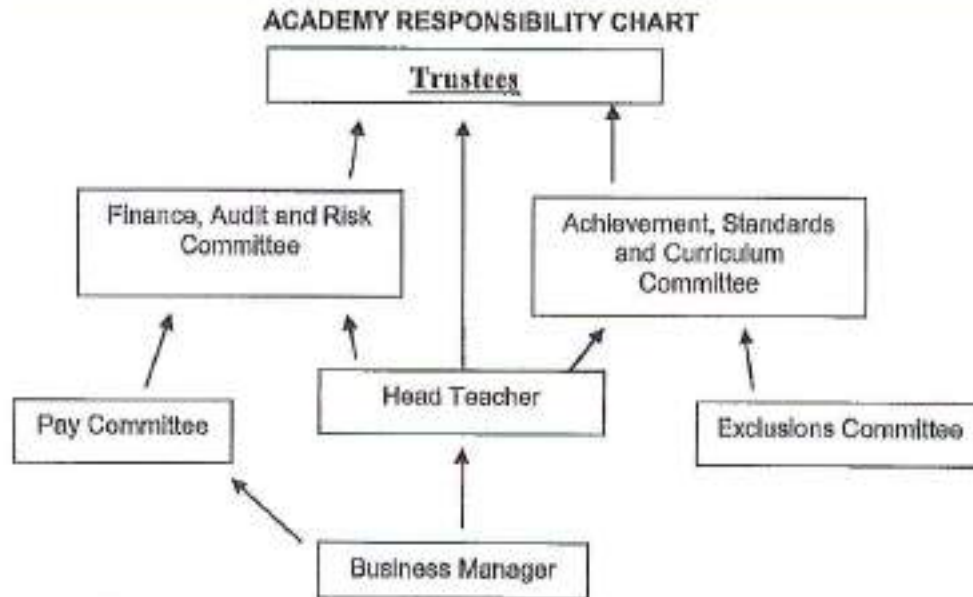 ACADEMY RESPONSIBILITY CHART
Trustees
Finance, Audit and Risk
Committee
Achievement, Standards
and Curriculum
Committee
Head Teacher
Pay Committee
Exclusions Committee
Business Manager